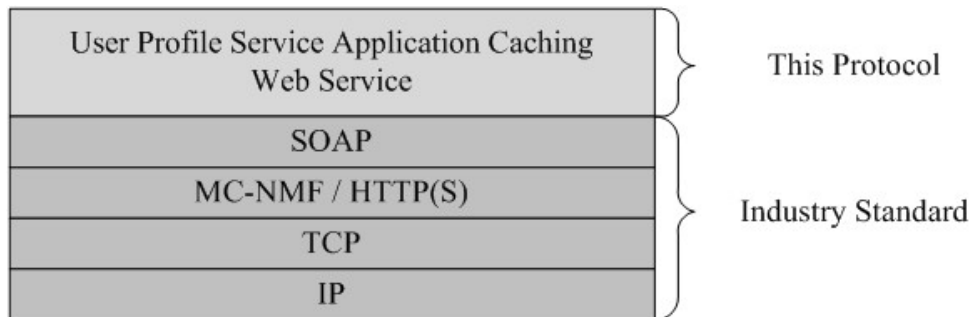 User Profile Service Application Caching
Web Service
This Protocol
SOAP
MC-NMF / HTTP(S)
TCP
IP
Industry Standard